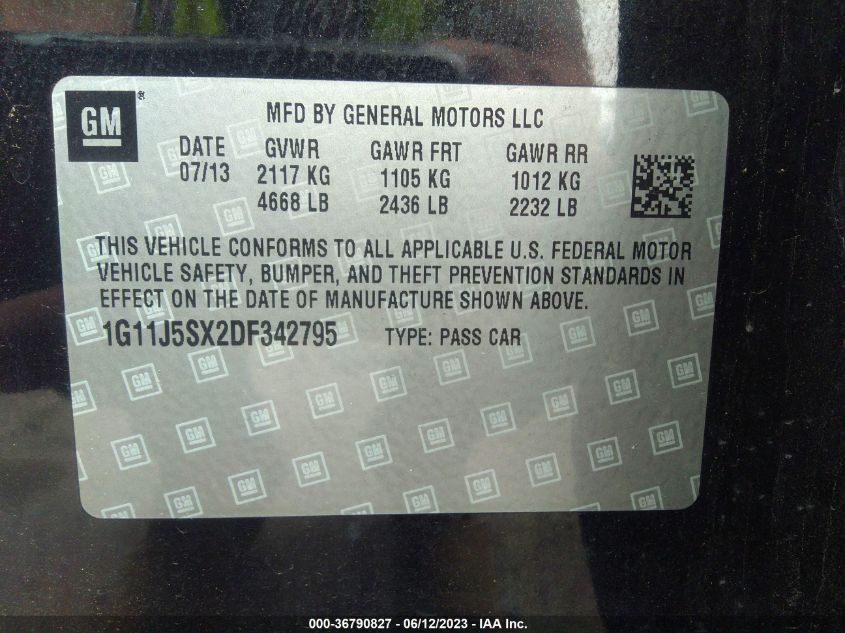 GM ®
MFD BY GENERAL MOTORS LLC
DATE GVWR GAWR FRT GAWR RR
07/13 2117 KG 1105 KG 1012 KG
4668 LB 2436 LB 2232 LB
THIS VEHICLE CONFORMS TO ALL APPLICABLE U.S. FEDERAL MOTOR
VEHICLE SAFETY, BUMPER, AND THEFT PREVENTION STANDARDS IN
EFFECT ON THE DATE OF MANUFACTURE SHOWN ABOVE.
1G11J5SX2DF342795 TYPE: PASS CAR
000-36790827 - 06/12/2023 - IAA Inc.